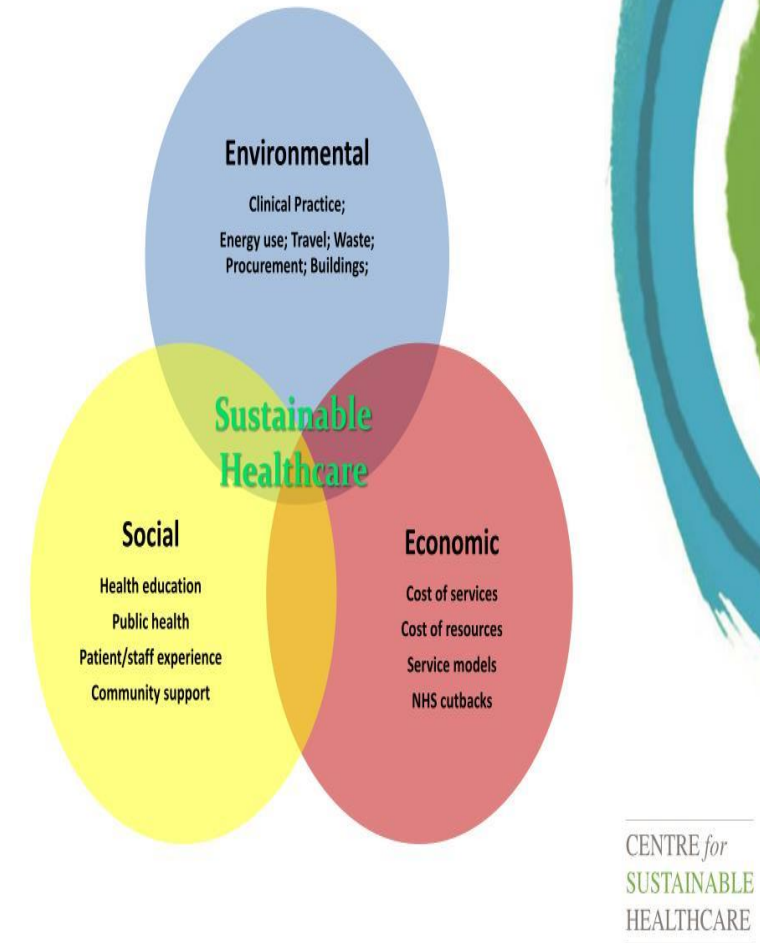 Environmental
Clinical Practice;
Energy use; Travel; Waste;
Procurement; Buildings;
Sustainable
Healthcare
Social
Health education
Public health
Patient/staff experience
Community support
Economic
Cost of services
Cost of resources
Service models
NHS cutbacks
CENTRE for
SUSTAINABLE
HEALTHCARE